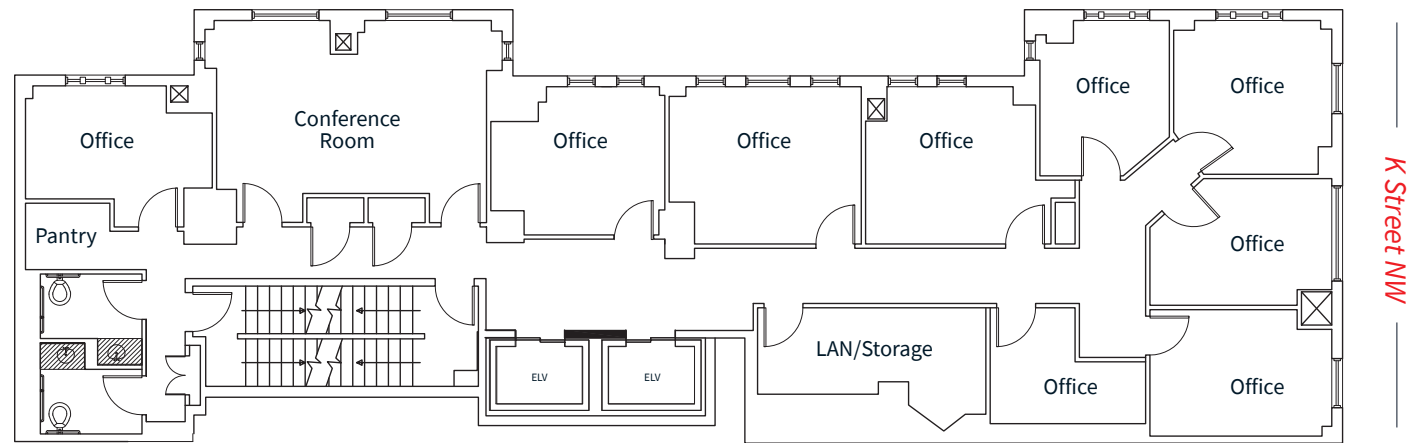 Office
Office
Office
Conference
Room
Office
Office
Office
Pantry
Office
K Street NW
LAN/Storage
ELV
ELV
Office
Office